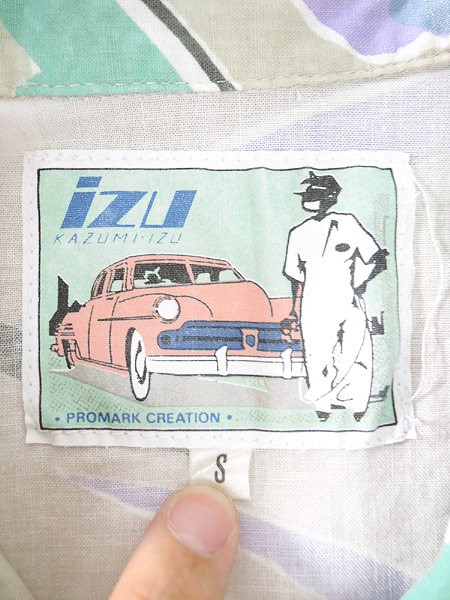 izu
KAZUMI·IZU
• PROMARK CREATION •
S